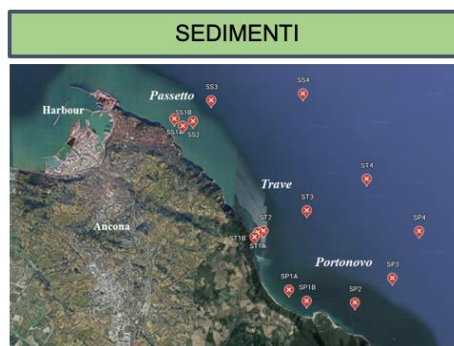 SEDIMENTI
SS4
SS3
Passetto
Harbour
SS1B
SS1A
SS2
ST4
Trave
ST3
ST2
Ancona
ST1B
ST1A
SP4
Portonovo
SP3
SP1A
SP1B
SP2